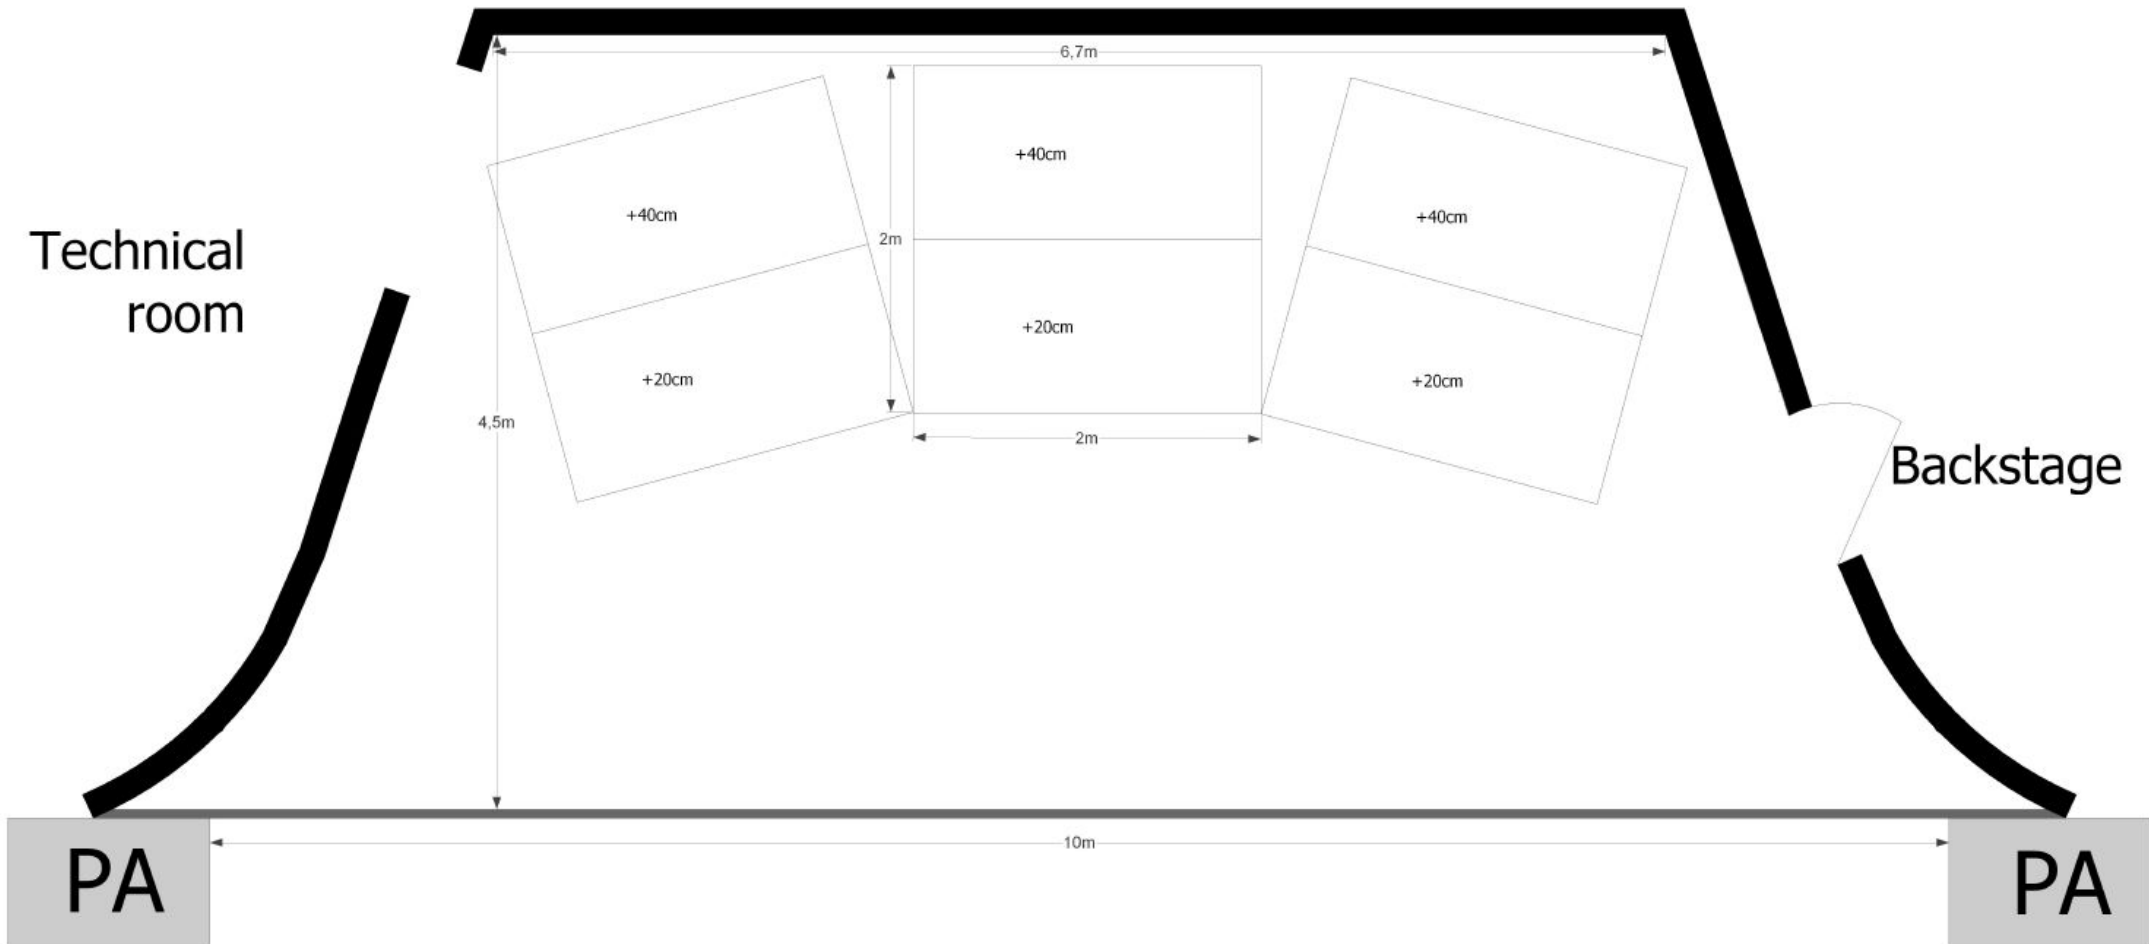 6,7m
+40cm
+40cm
+40cm
2m
Technical
room
+20cm
+20cm
+20cm
4,5m
2m
Backstage
10m
PA
PA